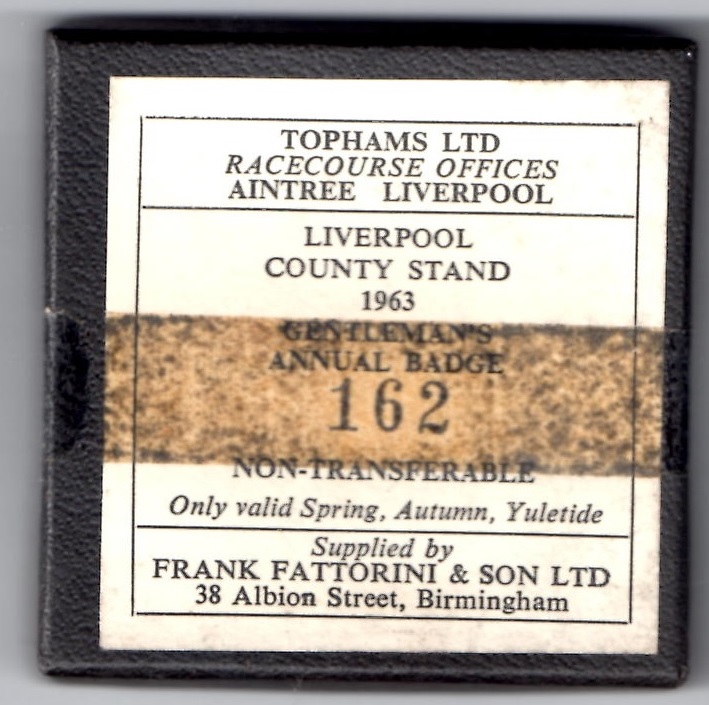 TOPHAMS LTD
RACECOURSE OFFICES
AINTREE LIVERPOOL
LIVERPOOL
COUNTY STAND
1963
GENTLEMAN'S
ANNUAL BADGE
162
NON-TRANSFERABLE
Only valid Spring, Autumn, Yuletide
Supplied by
FRANK FATTORINI & SON LTD
38 Albion Street, Birmingham